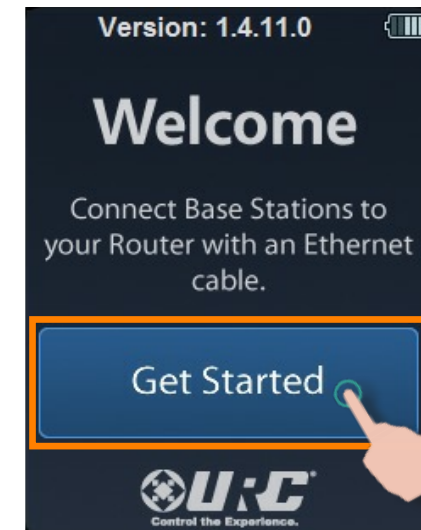 Version: 1.4.11.0
Welcome
Connect Base Stations to
your Router with an Ethernet
cable.
Get Started
URC
Control the Experience.